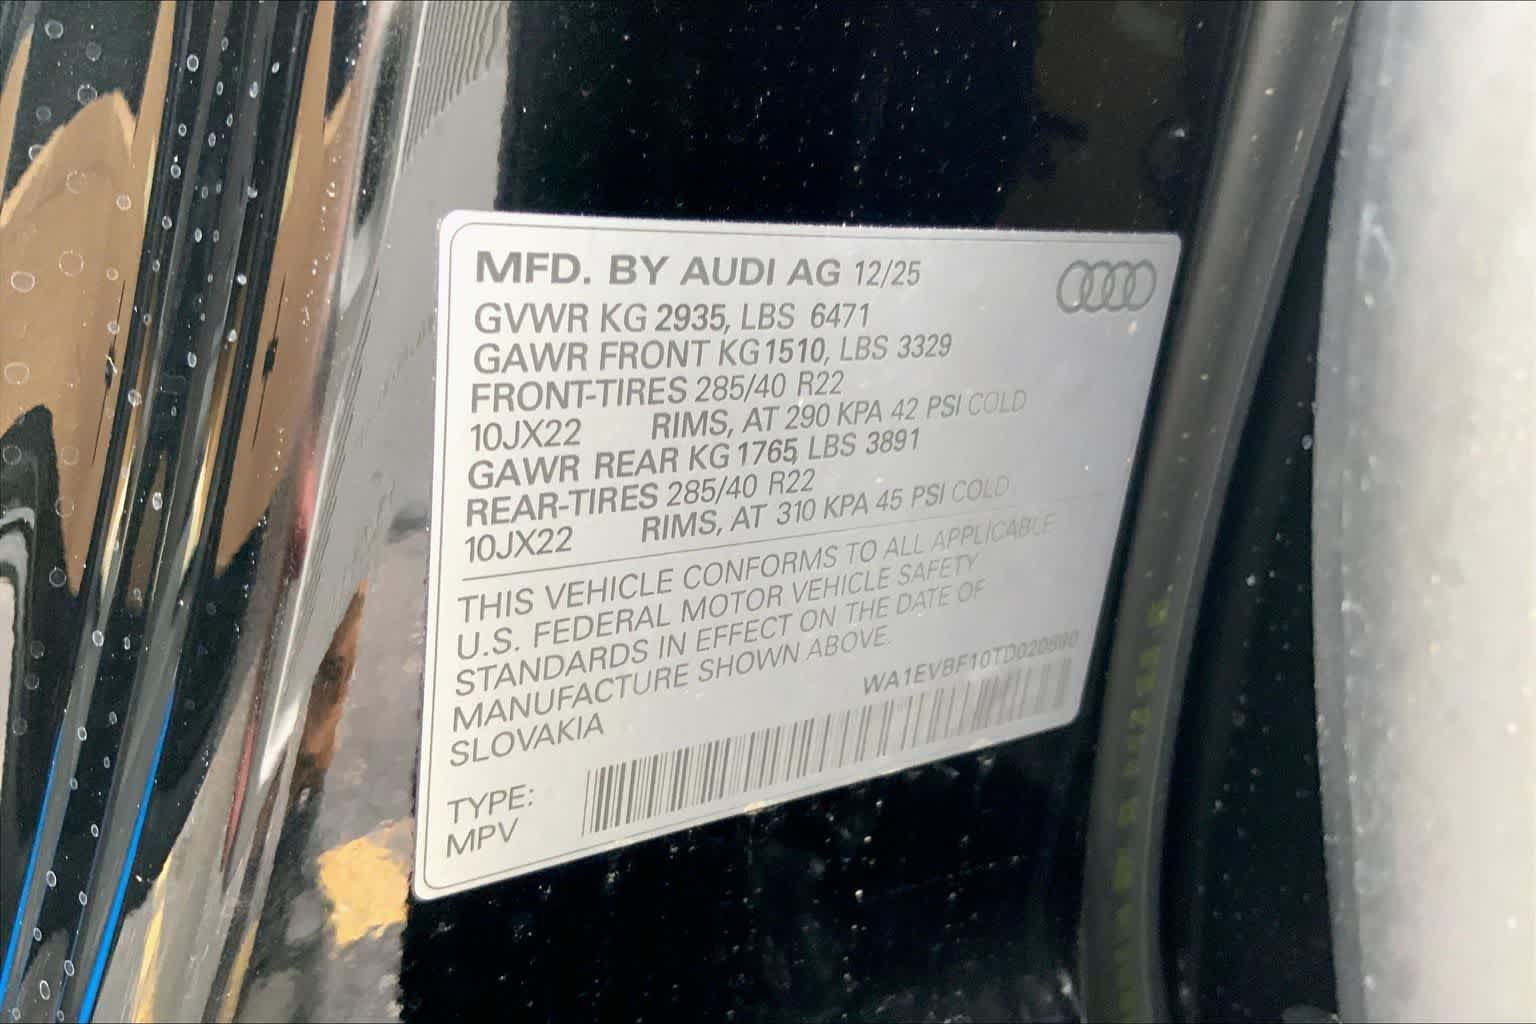 MFD. BY AUDI AG 12/25
GVWR KG 2935, LBS 6471
GAWR FRONT KG1510, LBS 3329
FRONT-TIRES 285/40 R22
10JX22 RIMS, AT 290 KPA 42 PSI COLD
GAWR REAR KG 1765, LBS 3891
REAR-TIRES 285/40 R22
10JX22 RIMS, AT 310 KPA 45 PSI COLD
THIS VEHICLE CONFORMS TO ALL APPLICABLE
U.S. FEDERAL MOTOR VEHICLE SAFETY
STANDARDS IN EFFECT ON THE DATE OF
MANUFACTURE SHOWN ABOVE.
SLOVAKIA
TYPE:
MPV